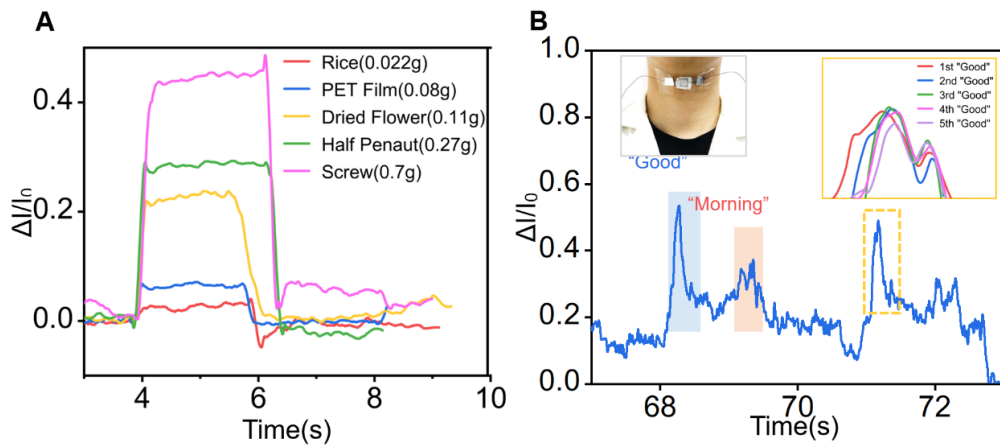 A
ΔI/I₀
0.4
0.2
0.0
4
6
8
10
Time(s)
Rice(0.022g)
PET Film(0.08g)
Dried Flower(0.11g)
Half Penaut(0.27g)
Screw(0.7g)
B
ΔI/I₀
1.0
0.8
0.6
0.4
0.2
0.0
68
70
72
Time(s)
"Good"
“Morning”
1st "Good"
2nd "Good"
3rd "Good"
4th "Good"
5th "Good"